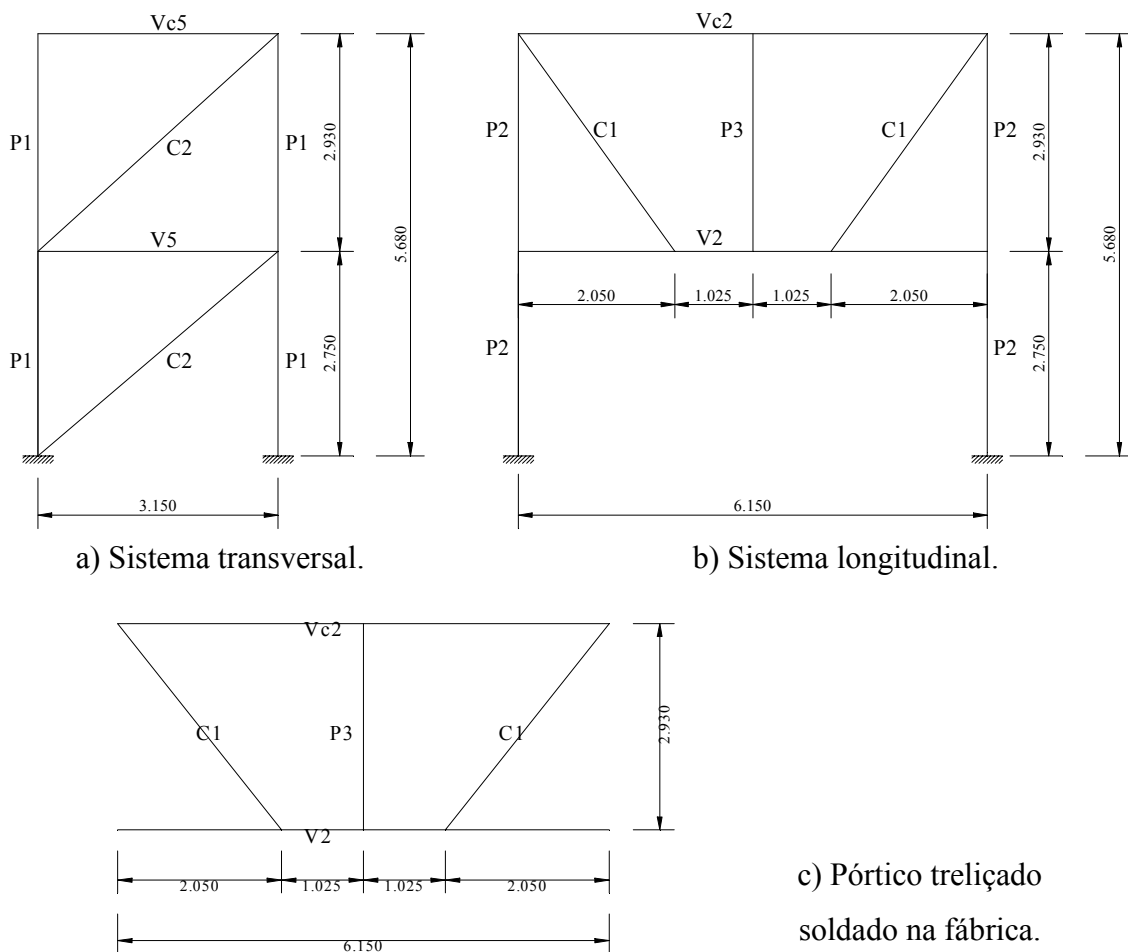 Vc5
P1
C2
P1
2.930
V5
5.680
P1
C2
P1
2.750
3.150
a) Sistema transversal.
Vc2
P2
C1
P3
C1
P2
2.930
V2
5.680
2.050
1.025
1.025
2.050
P2
P2
2.750
6.150
b) Sistema longitudinal.
Vc2
C1
P3
C1
2.930
V2
2.050
1.025
1.025
2.050
6.150
c) Pórtico treliçado
soldado na fábrica.